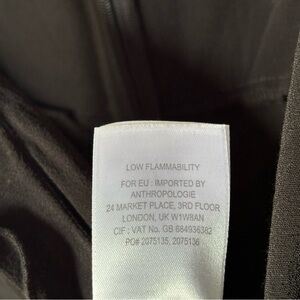 LOW FLAMMABILITY
FOR EU : IMPORTED BY
ANTHROPOLOGIE
24 MARKET PLACE, 3RD FLOOR
LONDON, UK W1W8AN
CIF : VAT No. GB 684936382
PO# 2075135, 2075136